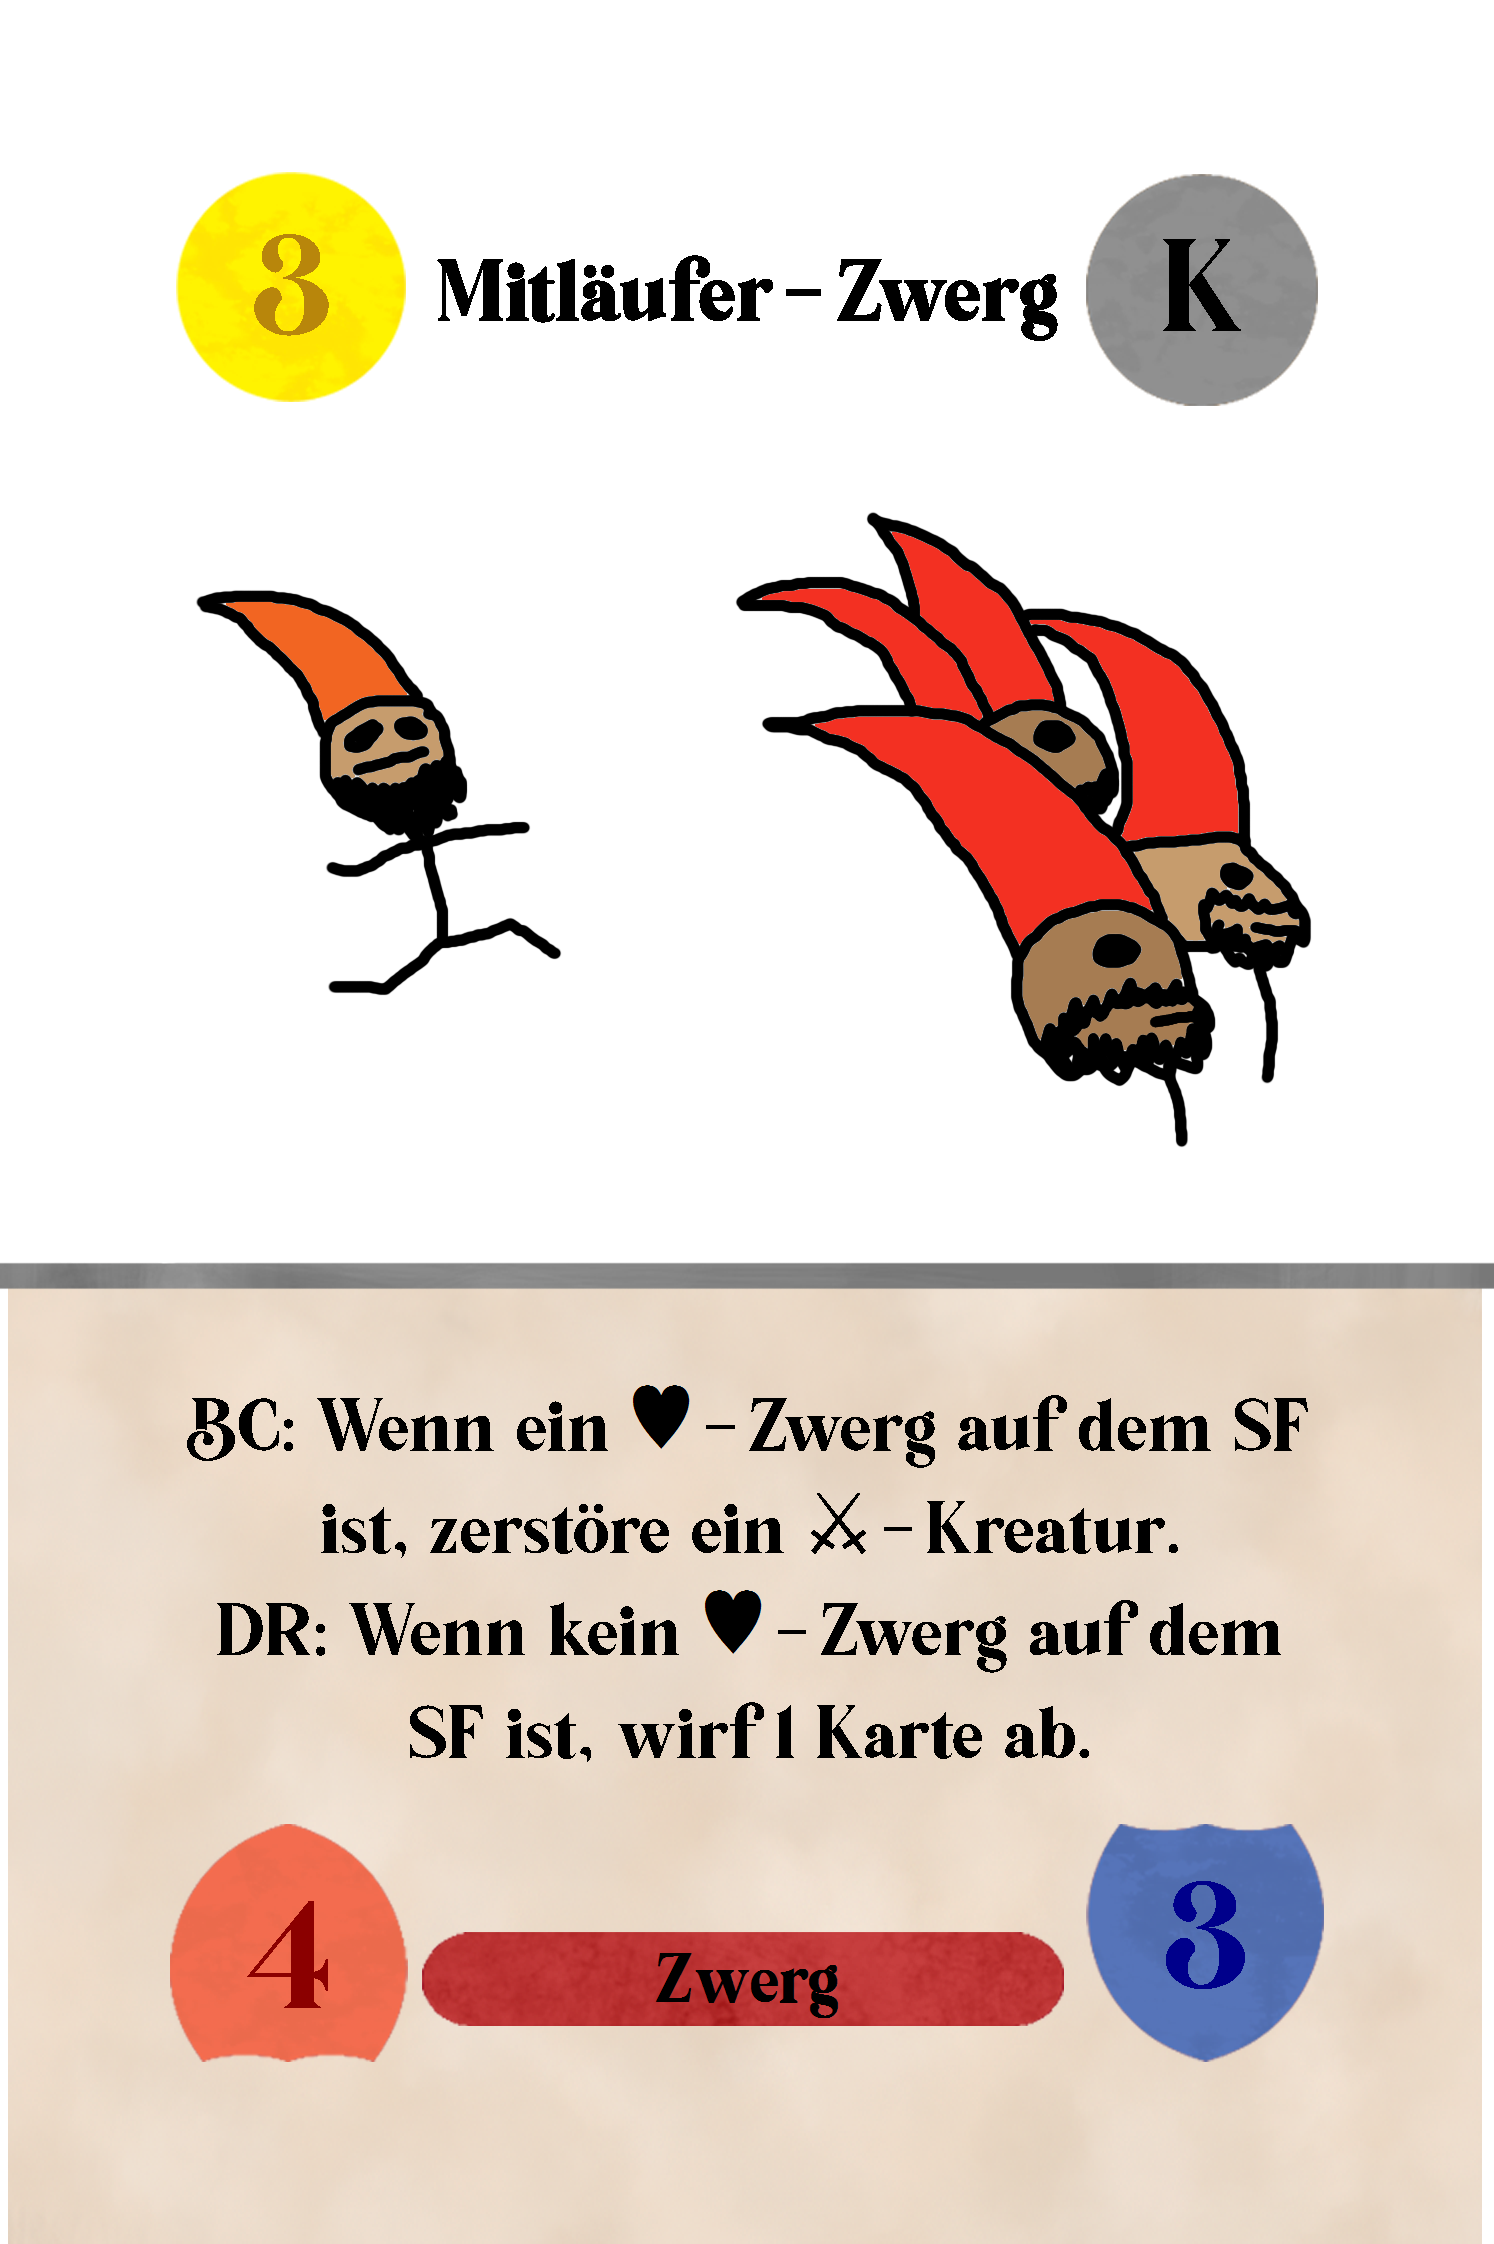 3 Mitläufer – Zwerg K
BC: Wenn ein ♥ – Zwerg auf dem SF
ist, zerstöre ein ⚔ – Kreatur.
DR: Wenn kein ♥ – Zwerg auf dem
SF ist, wirf 1 Karte ab.
4 Zwerg 3